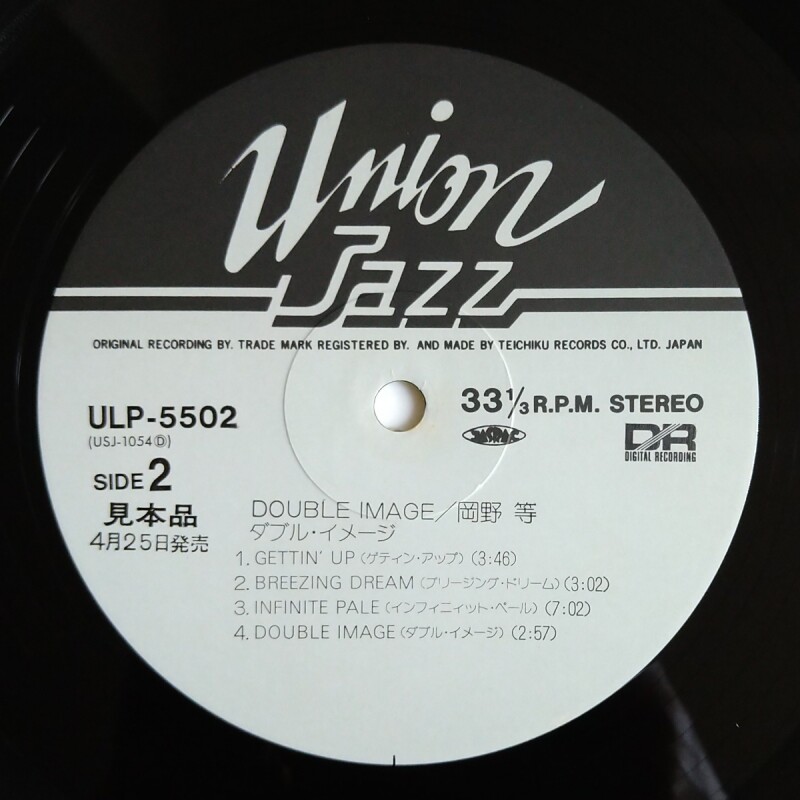 Union
Jazz
ORIGINAL RECORDING BY. TRADE MARK REGISTERED BY. AND MADE BY TEICHIKU RECORDS CO., LTD. JAPAN
ULP-5502
33 1/3 R.P.M. STEREO
(USJ-1054Ⓓ)
JASRAC
DR
DIGITAL RECORDING
SIDE 2
見本品
4月25日発売
DOUBLE IMAGE/岡野 等
ダブル・イメージ
1. GETTIN' UP (ゲティン・アップ) (3:46)
2. BREEZING DREAM (ブリージング・ドリーム) (3:02)
3. INFINITE PALE (インフィニィット・ペール) (7:02)
4. DOUBLE IMAGE (ダブル・イメージ) (2:57)